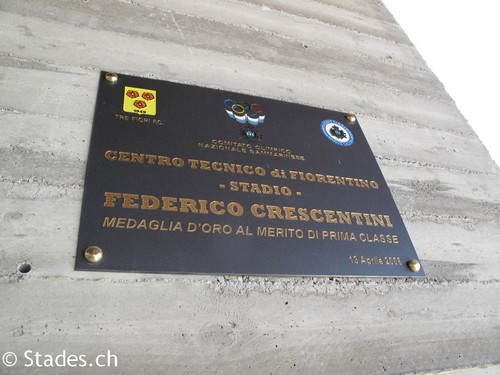 TRE FIORI FC.
COMITATO OLIMPICO
NAZIONALE SAMMARINESE
CENTRO TECNICO di FIORENTINO
- STADIO -
FEDERICO CRESCENTINI
MEDAGLIA D'ORO AL MERITO DI PRIMA CLASSE
13 Aprile
© Stades.ch